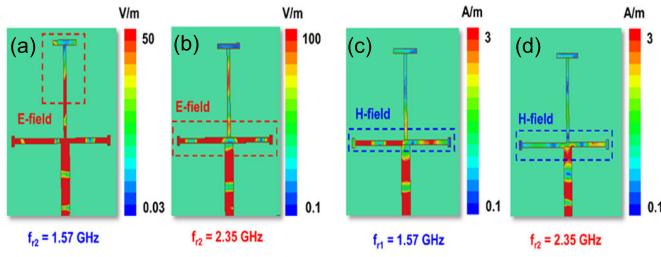 V/m
V/m
A/m
A/m
(a)
50
(b)
100
(c)
3
(d)
3
E-field
E-field
H-field
H-field
0.03
0.1
0.1
0.1
fr2 = 1.57 GHz
fr2 = 2.35 GHz
fr1 = 1.57 GHz
fr2 = 2.35 GHz